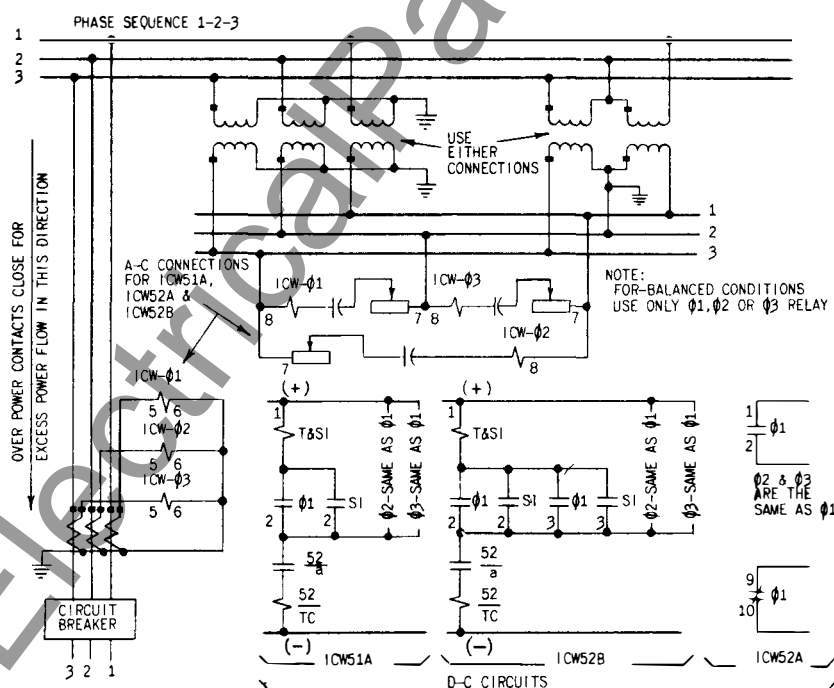 PHASE SEQUENCE 1-2-3
1
2
3
USE
EITHER
CONNECTIONS
OVER POWER CONTACTS CLOSE FOR
EXCESS POWER FLOW IN THIS DIRECTION
1
2
3
A-C CONNECTIONS
FOR ICW51A,
ICW52A &
ICW52B
ICW-φ1
8
7
ICW-φ3
8
7
ICW-φ2
7
8
NOTE:
FOR-BALANCED CONDITIONS
USE ONLY φ1,φ2 OR φ3 RELAY
ICW-φ1
5 6
ICW-φ2
5 6
ICW-φ3
5 6
CIRCUIT
BREAKER
3 2 1
(+)
1
T&SI
φ1
SI
2
2
φ2-SAME AS φ1
φ3-SAME AS φ1
52
a
52
TC
(-)
ICW51A
(+)
1
T&SI
φ1
SI
φ1
SI
2
2
3
3
φ2-SAME AS φ1
φ3-SAME AS φ1
52
a
52
TC
(-)
ICW52B
1
φ1
2
φ2 & φ3
ARE THE
SAME AS φ1
9
φ1
10
ICW52A
D-C CIRCUITS
ElectricalPa